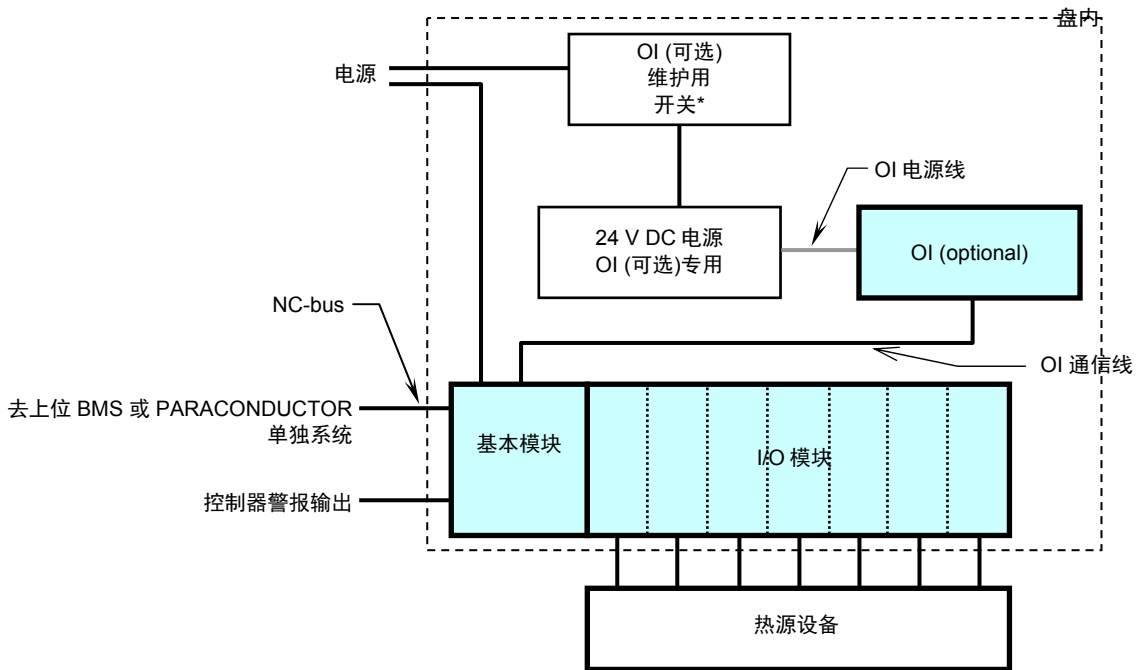 盘内
OI (可选)
维护用
开关*
电源
OI 电源线
24 V DC 电源
OI (可选)专用
OI (optional)
NC-bus
OI 通信线
去上位 BMS 或 PARACONDUCTOR
单独系统
基本模块
I/O 模块
控制器警报输出
热源设备